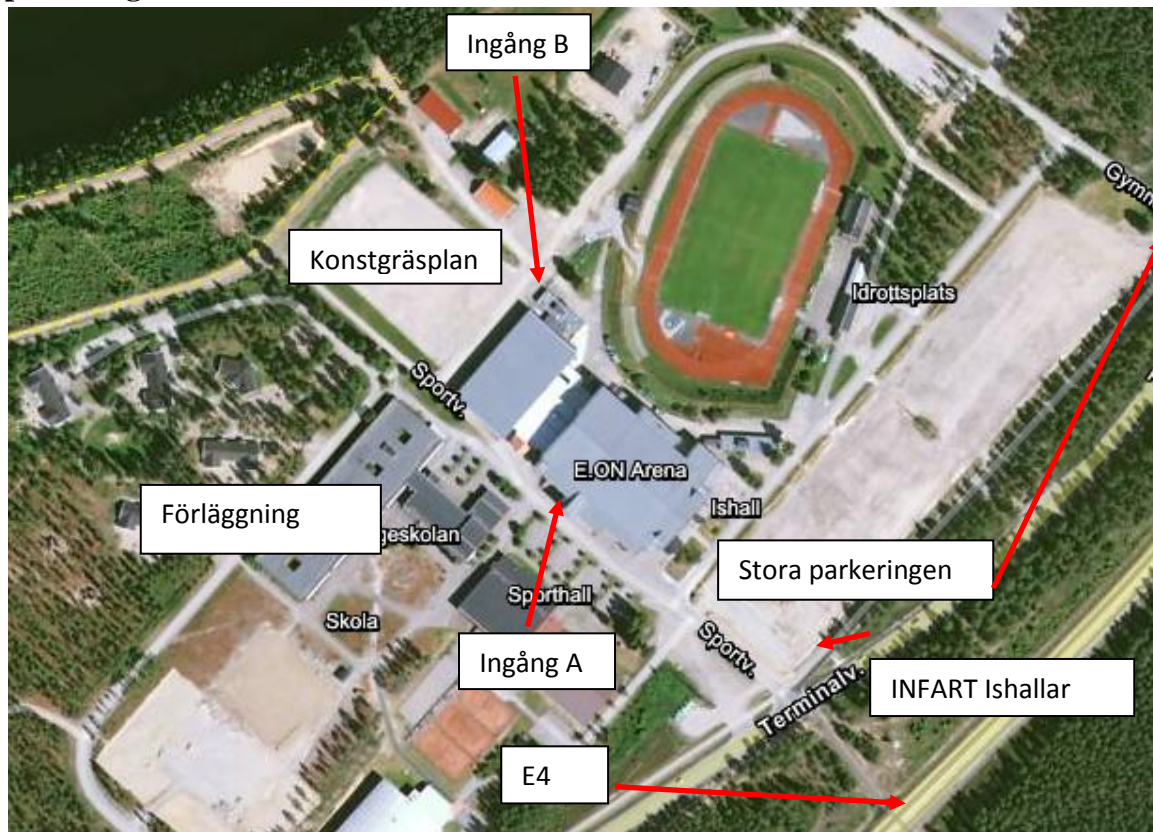 Ingång B
Gymn
Konstgräsplan
Idrottsplats
Sportv.
E.ON Arena
Förläggning
Ishall
geskolan
Stora parkeringen
Sporthall
Skola
Ingång A
Sportv.
INFART Ishallar
Terminalv.
E4